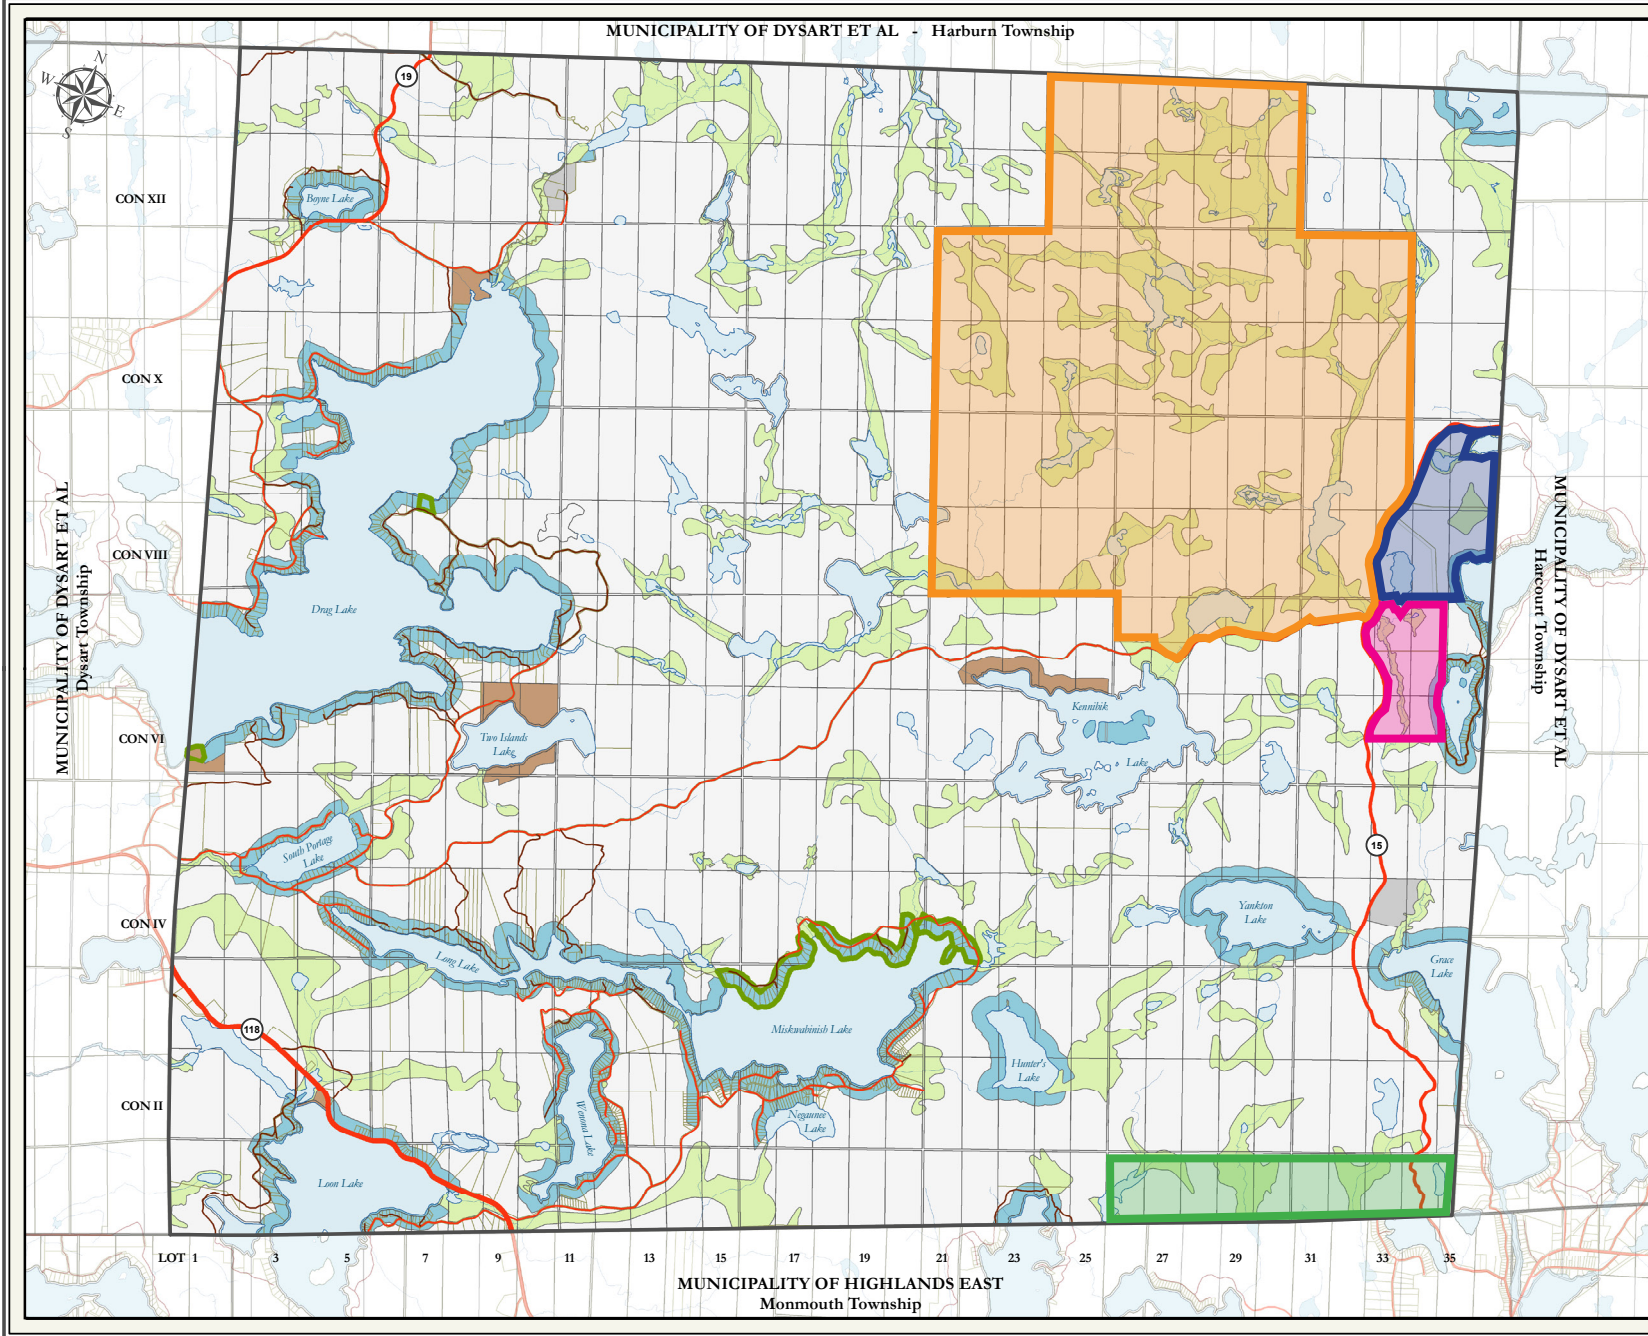 MUNICIPALITY OF DYSART ET AL - Harburn Township
N
W
E
S
19
CON XII
Boyne Lake
CON X
MUNICIPALITY OF DYSART ET AL
Dysart Township
CON VIII
Drag Lake
MUNICIPALITY OF DYSART ET AL
Harcourt Township
CON VI
Two Islands
Lake
Kennibik
Lake
South Portage
Lake
15
CON IV
Yankton
Lake
Long Lake
Grace
Lake
118
Miskwabinish Lake
Hunter's
Lake
CON II
Wenona Lake
Negaunee
Lake
Loon Lake
LOT 1 3 5 7 9 11 13 15 17 19 21 23 25 27 29 31 33 35
MUNICIPALITY OF HIGHLANDS EAST
Monmouth Township